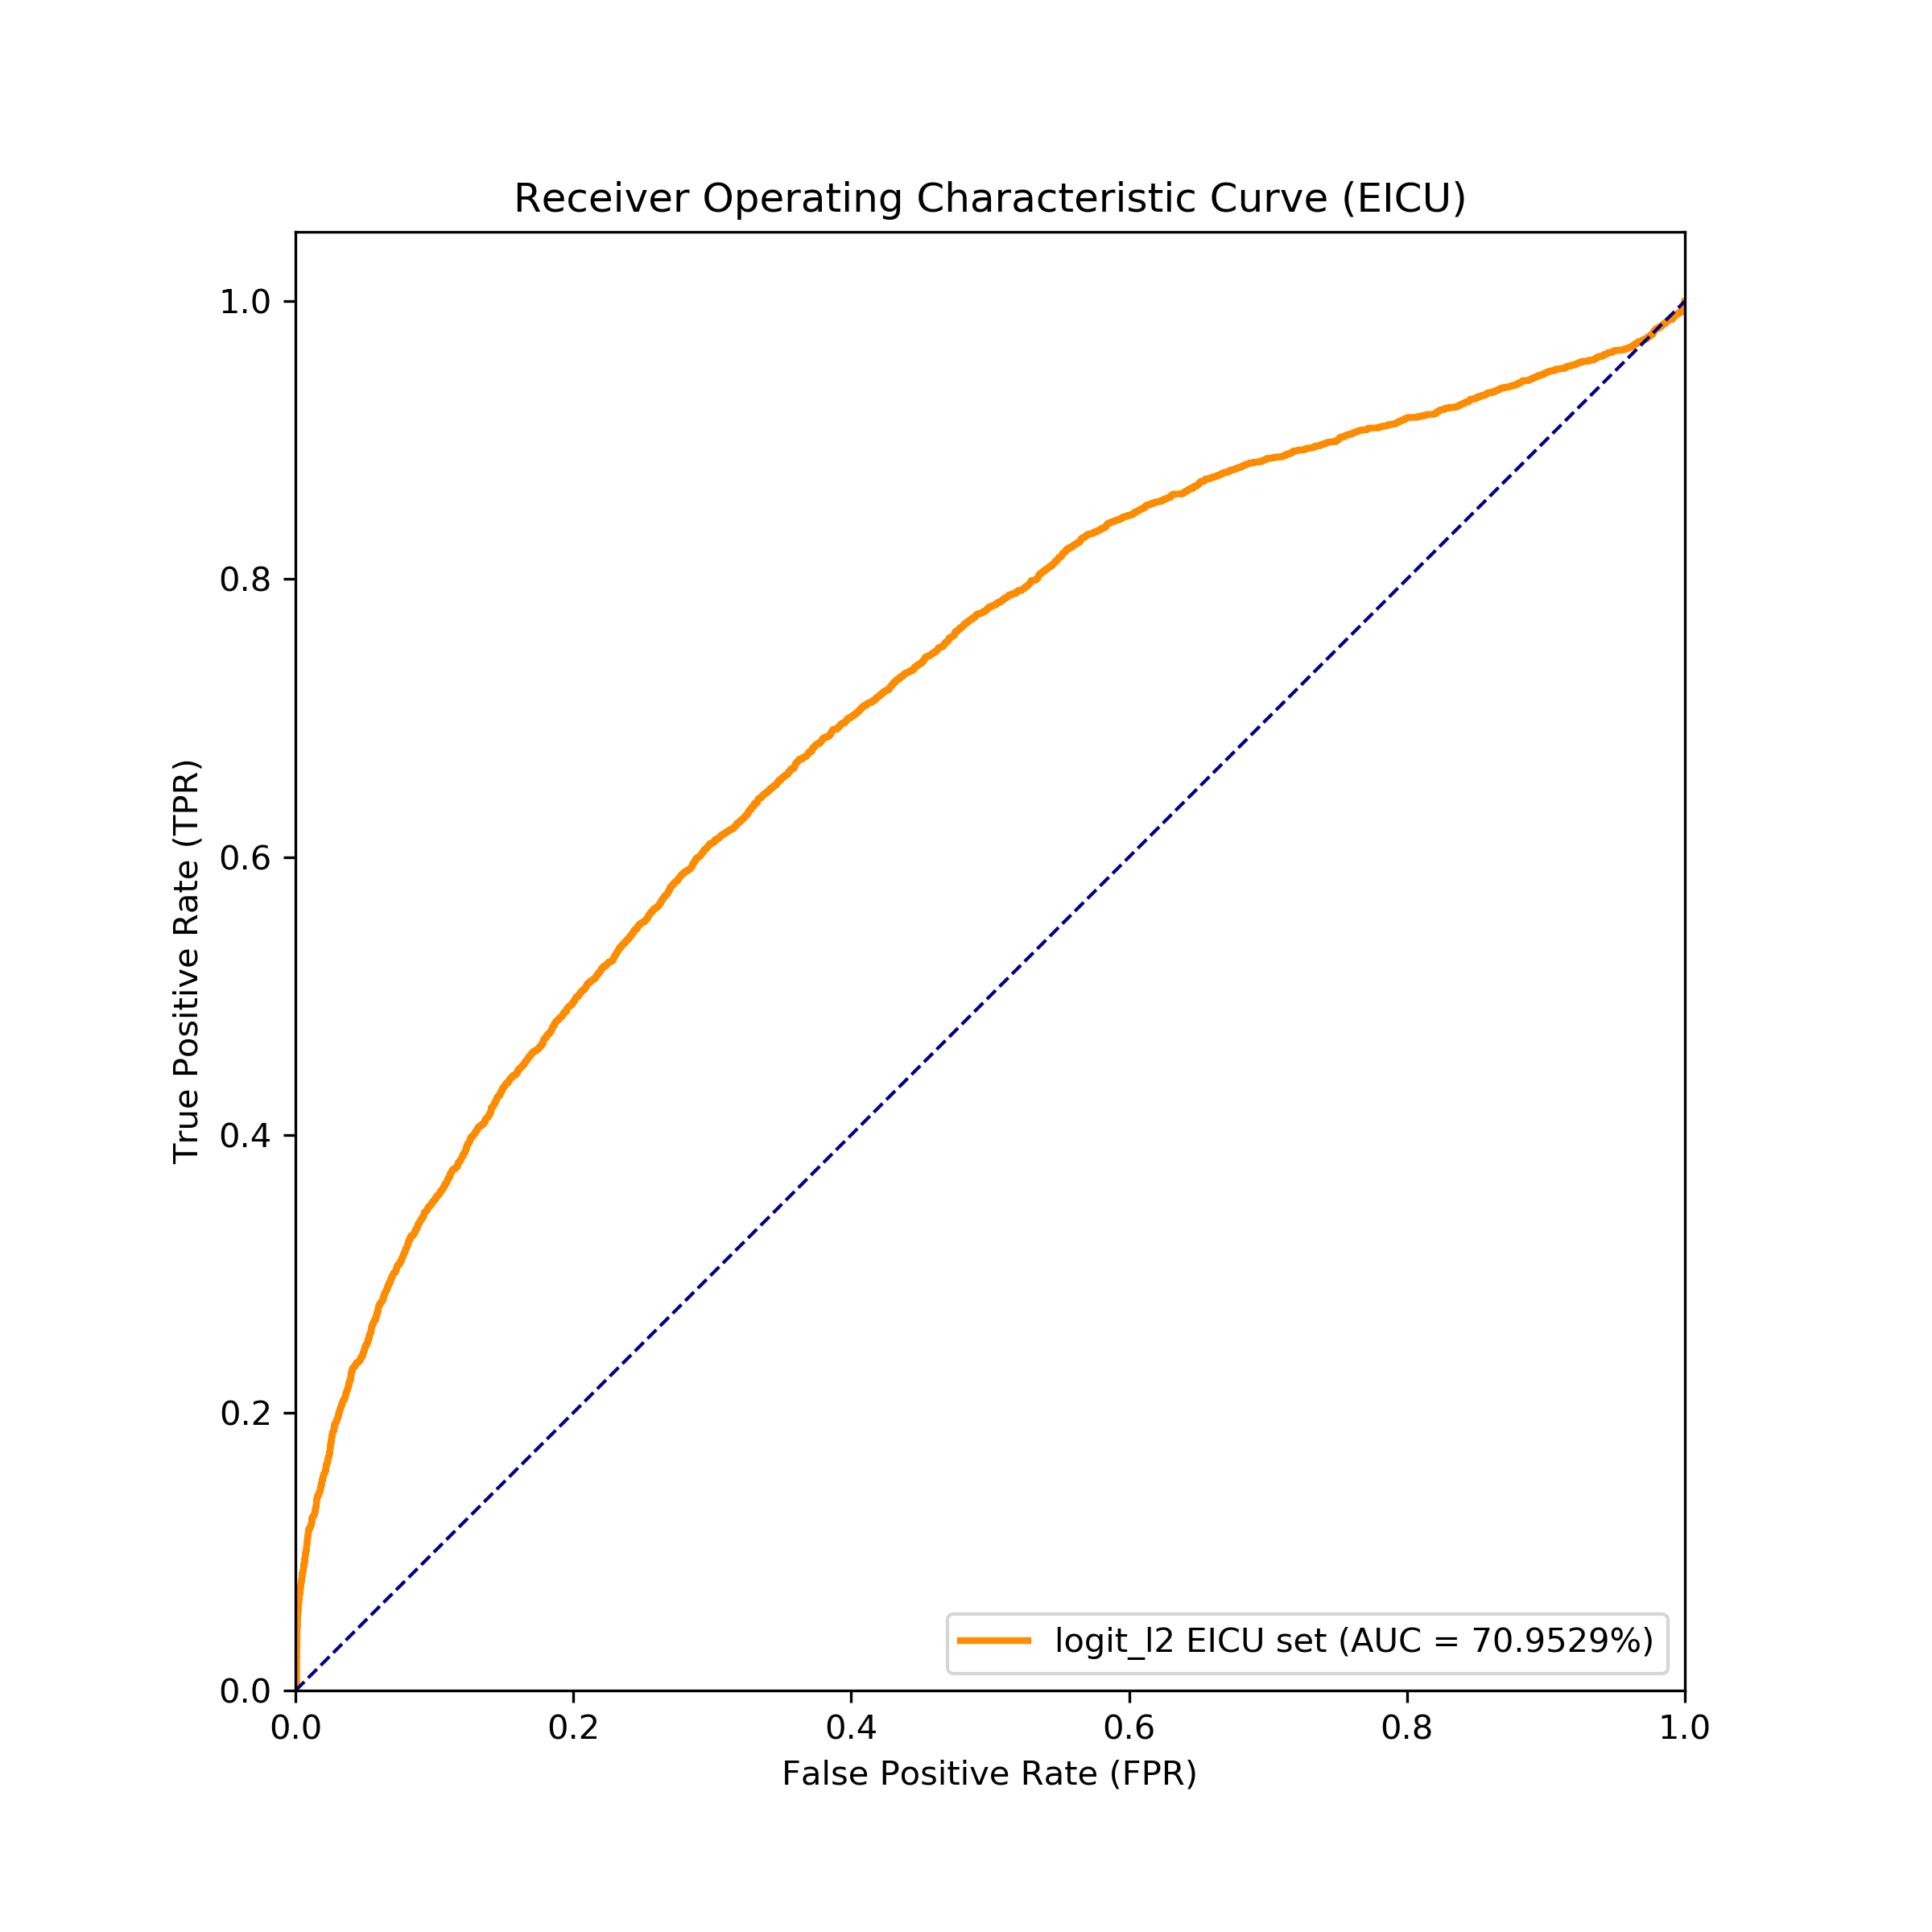 Receiver Operating Characteristic Curve (EICU)
True Positive Rate (TPR)
1.0
0.8
0.6
0.4
0.2
0.0
logit_l2 EICU set (AUC = 70.9529%)
0.0 0.2 0.4 0.6 0.8 1.0
False Positive Rate (FPR)